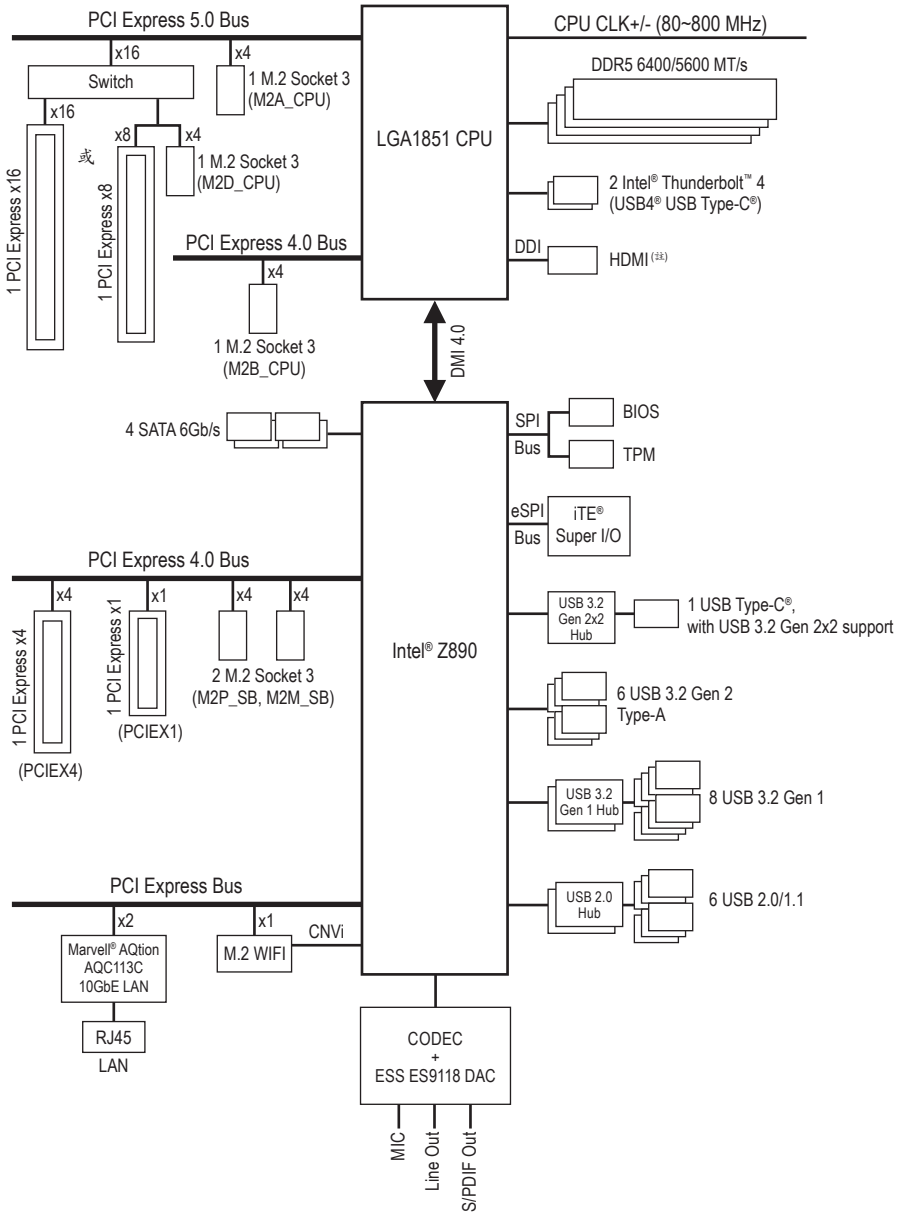 PCI Express 5.0 Bus
CPU CLK+/- (80~800 MHz)
x16
x4
Switch
1 M.2 Socket 3
(M2A_CPU)
DDR5 6400/5600 MT/s
LGA1851 CPU
x16
或
x8
x4
1 M.2 Socket 3
(M2D_CPU)
1 PCI Express x16
1 PCI Express x8
2 Intel® Thunderbolt™ 4
(USB4® USB Type-C®)
PCI Express 4.0 Bus
DDI
HDMI (註)
x4
1 M.2 Socket 3
(M2B_CPU)
DMI 4.0
4 SATA 6Gb/s
SPI
Bus
BIOS
TPM
eSPI
Bus
iTE®
Super I/O
PCI Express 4.0 Bus
x4
x1
x4
x4
1 PCI Express x4
1 PCI Express x1
2 M.2 Socket 3
(M2P_SB, M2M_SB)
(PCIEX1)
(PCIEX4)
Intel® Z890
USB 3.2
Gen 2x2
Hub
1 USB Type-C®,
with USB 3.2 Gen 2x2 support
6 USB 3.2 Gen 2
Type-A
USB 3.2
Gen 1 Hub
8 USB 3.2 Gen 1
PCI Express Bus
USB 2.0
Hub
6 USB 2.0/1.1
x2
x1
CNVi
Marvell® AQtion
AQC113C
10GbE LAN
M.2 WIFI
RJ45
LAN
CODEC
+
ESS ES9118 DAC
MIC
Line Out
S/PDIF Out